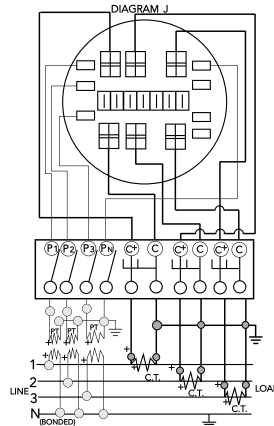 DIAGRAM J
P1 P2 P3 PN C+ C C+ C C+ C
PT PT PT
+ + +
+ + +
1
+ C.T.
2
LINE + C.T. LOAD
3
+ C.T.
N
(BONDED)